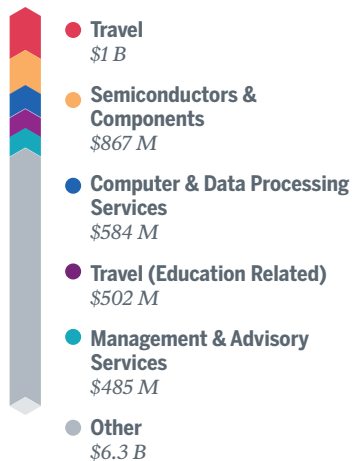 Travel
$1 B
Semiconductors &
Components
$867 M
Computer & Data Processing
Services
$584 M
Travel (Education Related)
$502 M
Management & Advisory
Services
$485 M
Other
$6.3 B